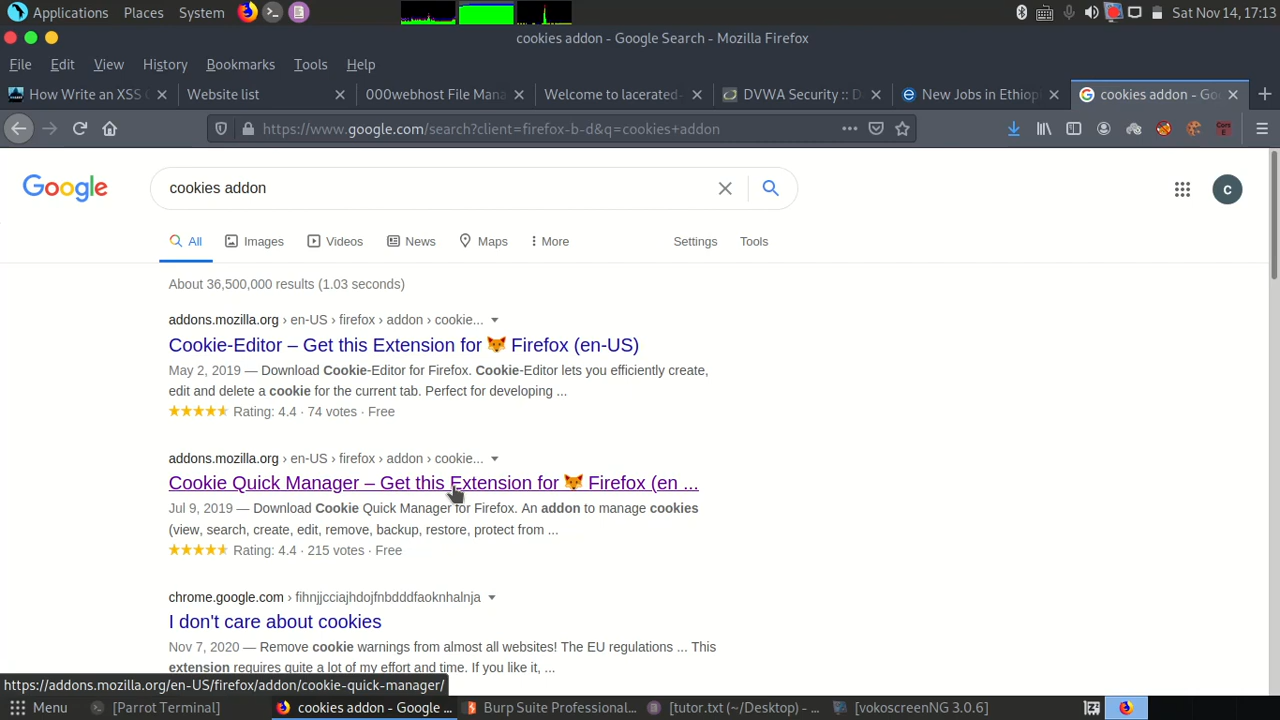 Applications Places System Sat Nov 14, 17:13
cookies addon - Google Search - Mozilla Firefox
File Edit View History Bookmarks Tools Help
How Write an XSS Website list 000webhost File Mana Welcome to lacerated- DVWA Security :: D New Jobs in Ethiop cookies addon - Go
https://www.google.com/search?client=firefox-b-d&q=cookies+addon
Google cookies addon C
All Images Videos News Maps More Settings Tools
About 36,500,000 results (1.03 seconds)
addons.mozilla.org › en-US › firefox › addon › cookie...
Cookie-Editor – Get this Extension for 🦊 Firefox (en-US)
May 2, 2019 — Download Cookie-Editor for Firefox. Cookie-Editor lets you efficiently create,
edit and delete a cookie for the current tab. Perfect for developing ...
Rating: 4.4 · 74 votes · Free
addons.mozilla.org › en-US › firefox › addon › cookie...
Cookie Quick Manager – Get this Extension for 🦊 Firefox (en ...
Jul 9, 2019 — Download Cookie Quick Manager for Firefox. An addon to manage cookies
(view, search, create, edit, remove, backup, restore, protect from ...
Rating: 4.4 · 215 votes · Free
chrome.google.com › fihnjjcciajhdojfnbdddfaoknhalnja
I don't care about cookies
Nov 7, 2020 — Remove cookie warnings from almost all websites! The EU regulations ... This
extension requires quite a lot of my effort and time. If you like it, ...
https://addons.mozilla.org/en-US/firefox/addon/cookie-quick-manager/
Menu [Parrot Terminal] cookies addon - Google ... Burp Suite Professional... [tutor.txt (~/Desktop) - ... [vokoscreenNG 3.0.6]